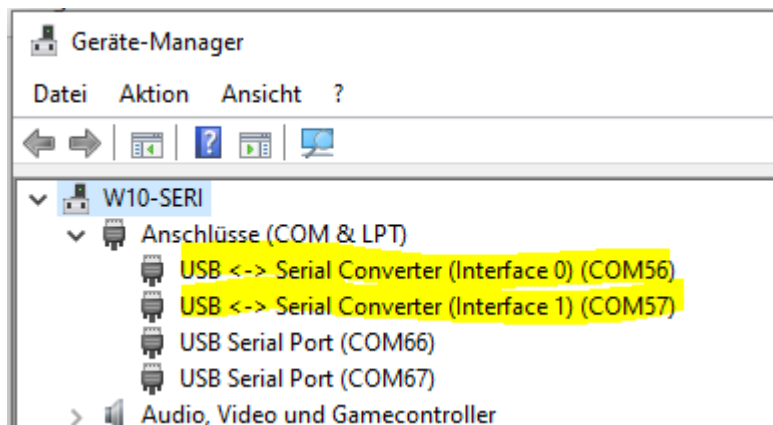 Geräte-Manager
Datei Aktion Ansicht ?
W10-SERI
Anschlüsse (COM & LPT)
USB <-> Serial Converter (Interface 0) (COM56)
USB <-> Serial Converter (Interface 1) (COM57)
USB Serial Port (COM66)
USB Serial Port (COM67)
Audio, Video und Gamecontroller